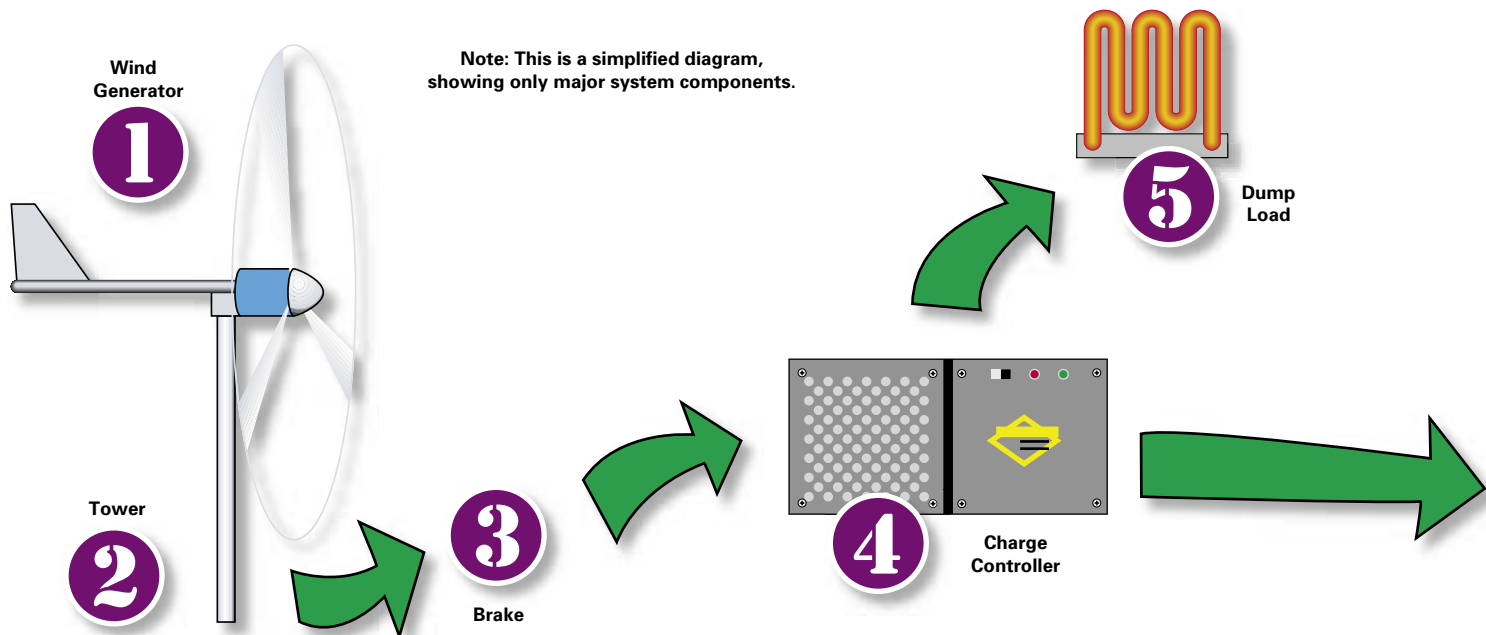 Note: This is a simplified diagram,
showing only major system components.
Wind
Generator
1
5
Dump
Load
Tower
2
3
Brake
4
Charge
Controller